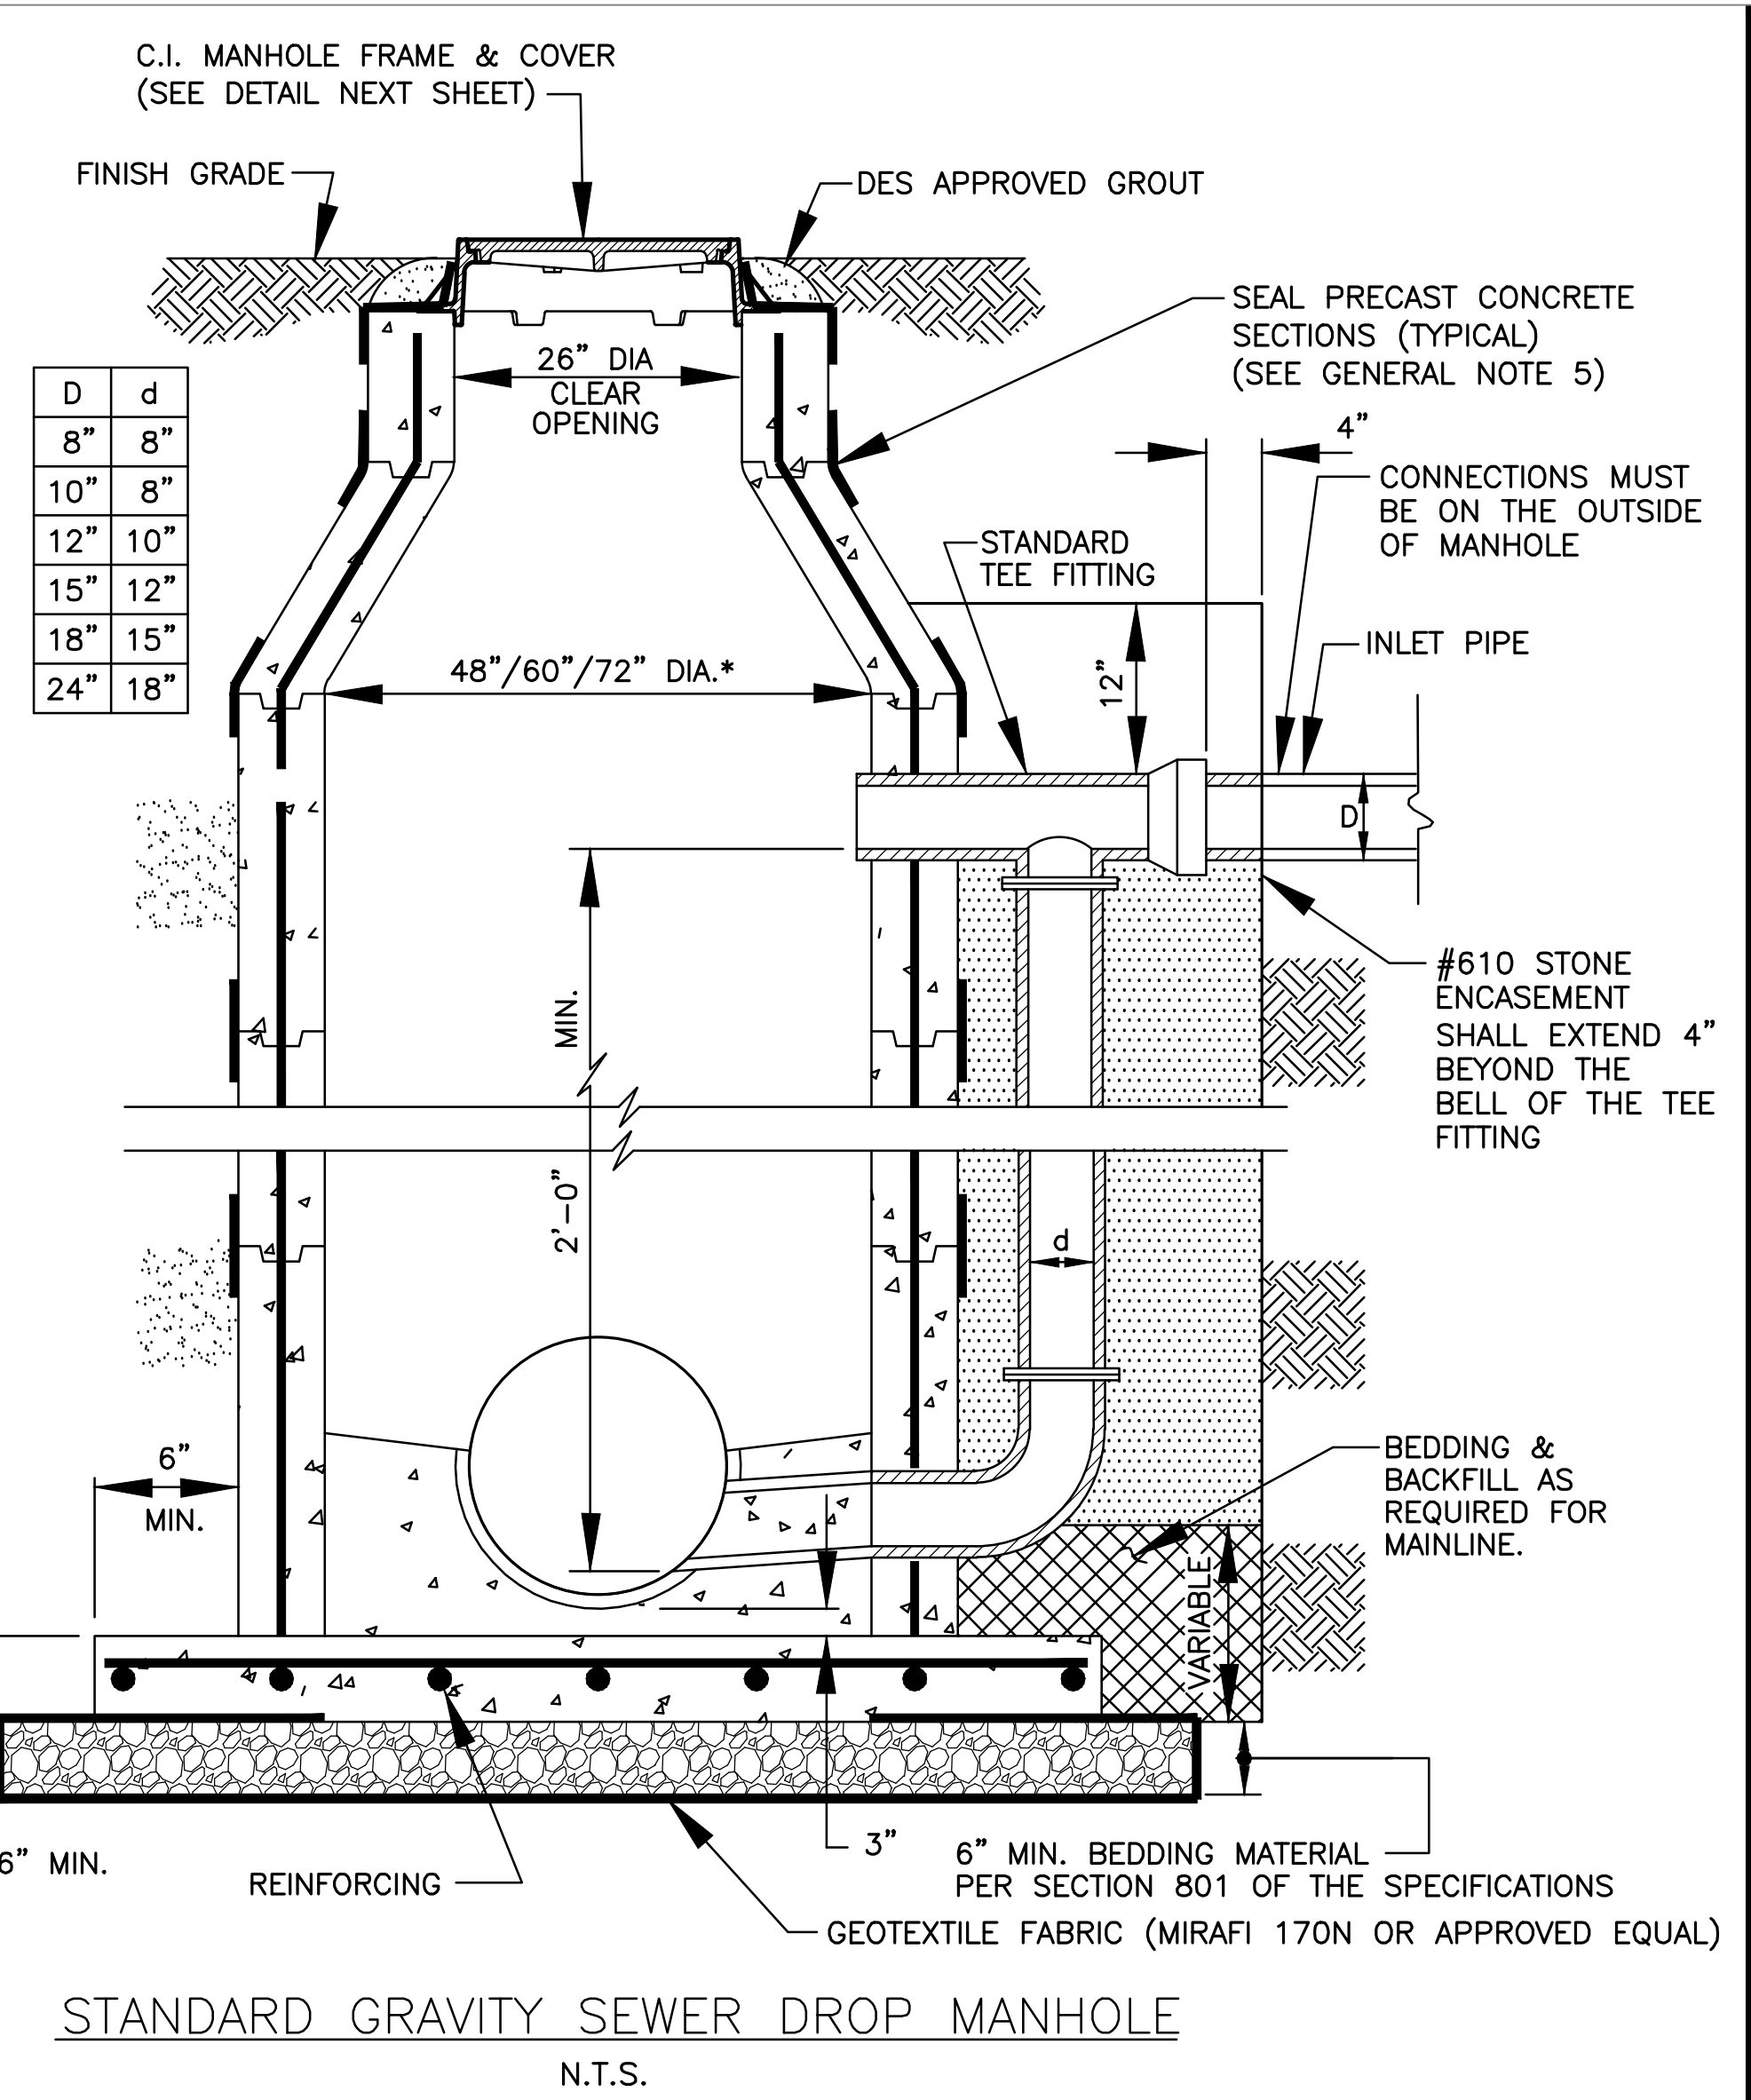 C.I. MANHOLE FRAME & COVER
(SEE DETAIL NEXT SHEET)
FINISH GRADE
DES APPROVED GROUT
SEAL PRECAST CONCRETE
SECTIONS (TYPICAL)
(SEE GENERAL NOTE 5)
26" DIA
CLEAR
OPENING
D d
8" 8"
10" 8"
12" 10"
15" 12"
18" 15"
24" 18"
4"
CONNECTIONS MUST
BE ON THE OUTSIDE
OF MANHOLE
STANDARD
TEE FITTING
INLET PIPE
48"/60"/72" DIA.*
12"
D
#610 STONE
ENCASEMENT
SHALL EXTEND 4"
BEYOND THE
BELL OF THE TEE
FITTING
MIN.
2'-0"
d
6"
MIN.
BEDDING &
BACKFILL AS
REQUIRED FOR
MAINLINE.
VARIABLE
3"
6" MIN.
REINFORCING
6" MIN. BEDDING MATERIAL
PER SECTION 801 OF THE SPECIFICATIONS
GEOTEXTILE FABRIC (MIRAFI 170N OR APPROVED EQUAL)
STANDARD GRAVITY SEWER DROP MANHOLE
N.T.S.